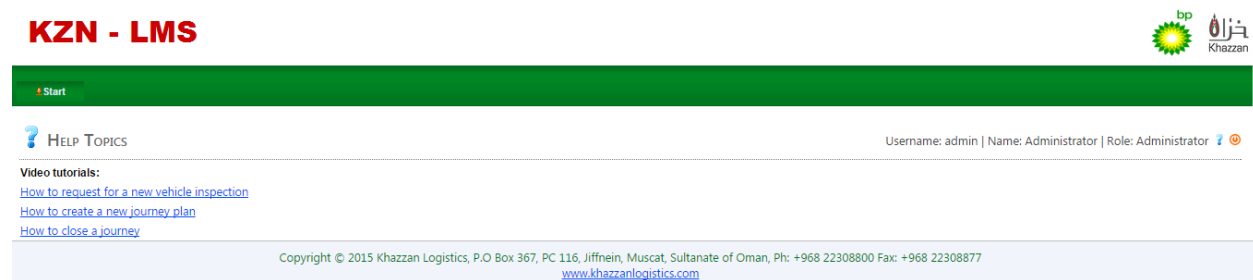 KZN - LMS
bp
خزان
Khazzan
Start
Help Topics
Username: admin | Name: Administrator | Role: Administrator
Video tutorials:
How to request for a new vehicle inspection
How to create a new journey plan
How to close a journey
Copyright © 2015 Khazzan Logistics, P.O Box 367, PC 116, Jiffnein, Muscat, Sultanate of Oman, Ph: +968 22308800 Fax: +968 22308877
www.khazzanlogistics.com